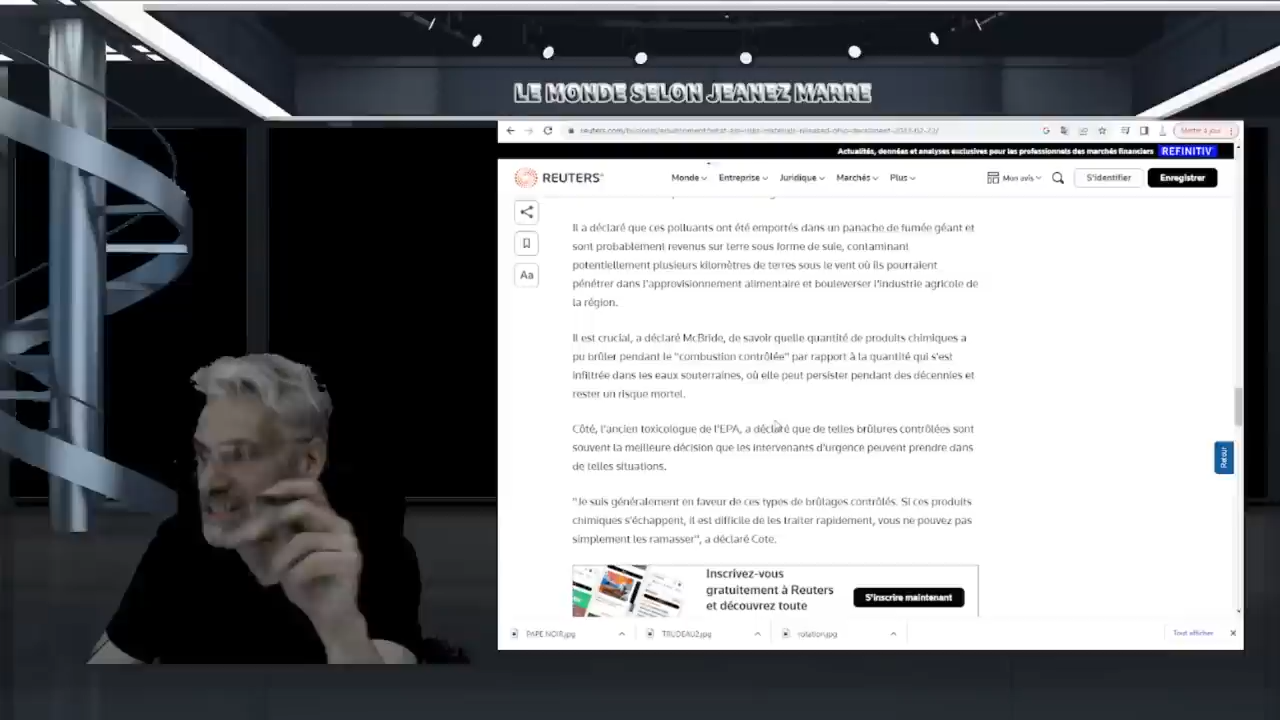 LE MONDE SELON JEANEZ MARRE
Mettre à jour
Actualités, données et analyses exclusives pour les professionnels des marchés financiers REFINITIV
REUTERS
Monde Entreprise Juridique Marchés Plus
Mon avis S'identifier Enregistrer
Il a déclaré que ces polluants ont été emportés dans un panache de fumée géant et
sont probablement revenus sur terre sous forme de suie, contaminant
potentiellement plusieurs kilomètres de terres sous le vent où ils pourraient
pénétrer dans l'approvisionnement alimentaire et bouleverser l'industrie agricole de
la région.
Il est crucial, a déclaré McBride, de savoir quelle quantité de produits chimiques a
pu brûler pendant le "combustion contrôlée" par rapport à la quantité qui s'est
infiltrée dans les eaux souterraines, où elle peut persister pendant des décennies et
rester un risque mortel.
Côté, l'ancien toxicologue de l'EPA, a déclaré que de telles brûlures contrôlées sont
souvent la meilleure décision que les intervenants d'urgence peuvent prendre dans
de telles situations.
"Je suis généralement en faveur de ces types de brûlages contrôlés. Si ces produits
chimiques s'échappent, il est difficile de les traiter rapidement, vous ne pouvez pas
simplement les ramasser", a déclaré Cote.
Aa
Retour
Inscrivez-vous
gratuitement à Reuters
et découvrez toute
S'inscrire maintenant
PAPE NOIR.jpg TRUDEAU2.jpg rotation.jpg Tout afficher